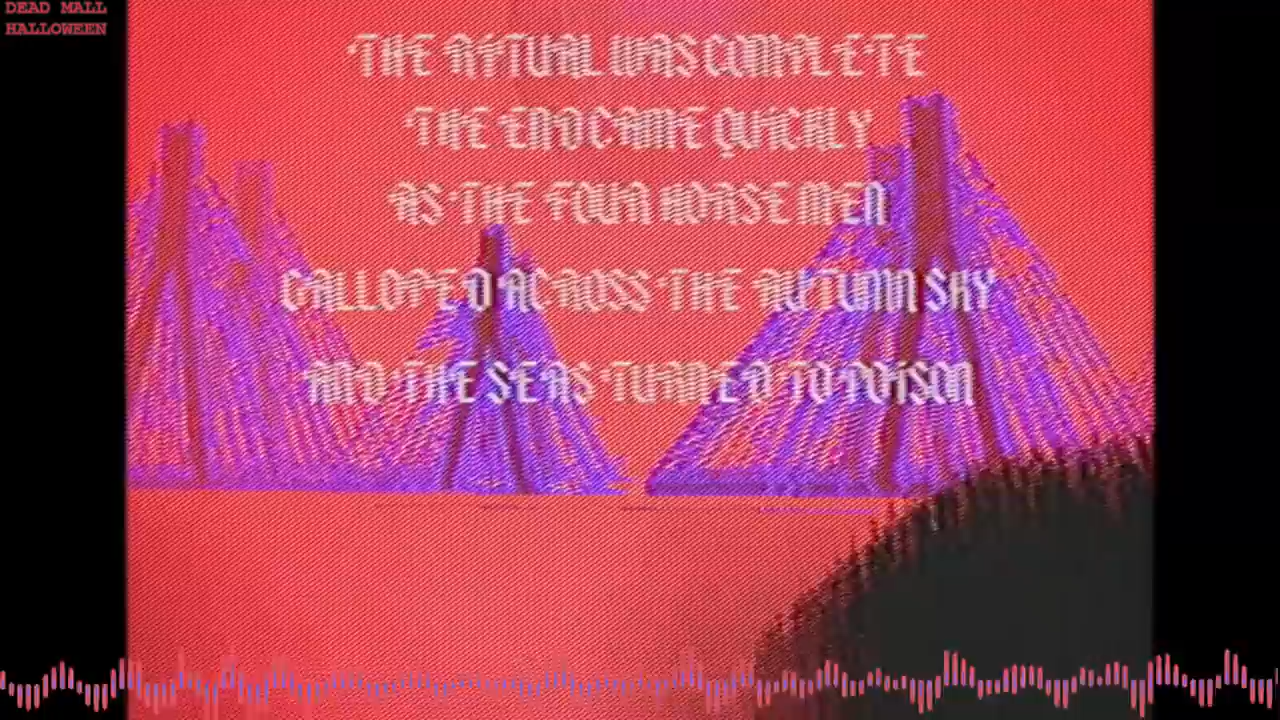 DEAD MALL
HALLOWEEN
THE RITUAL WAS COMPLETE
THE END CAME QUICKLY
AS THE FOUR HORSEMEN
GALLOPED ACROSS THE AUTUMN SKY
AND THE SEAS TURNED TO POISON